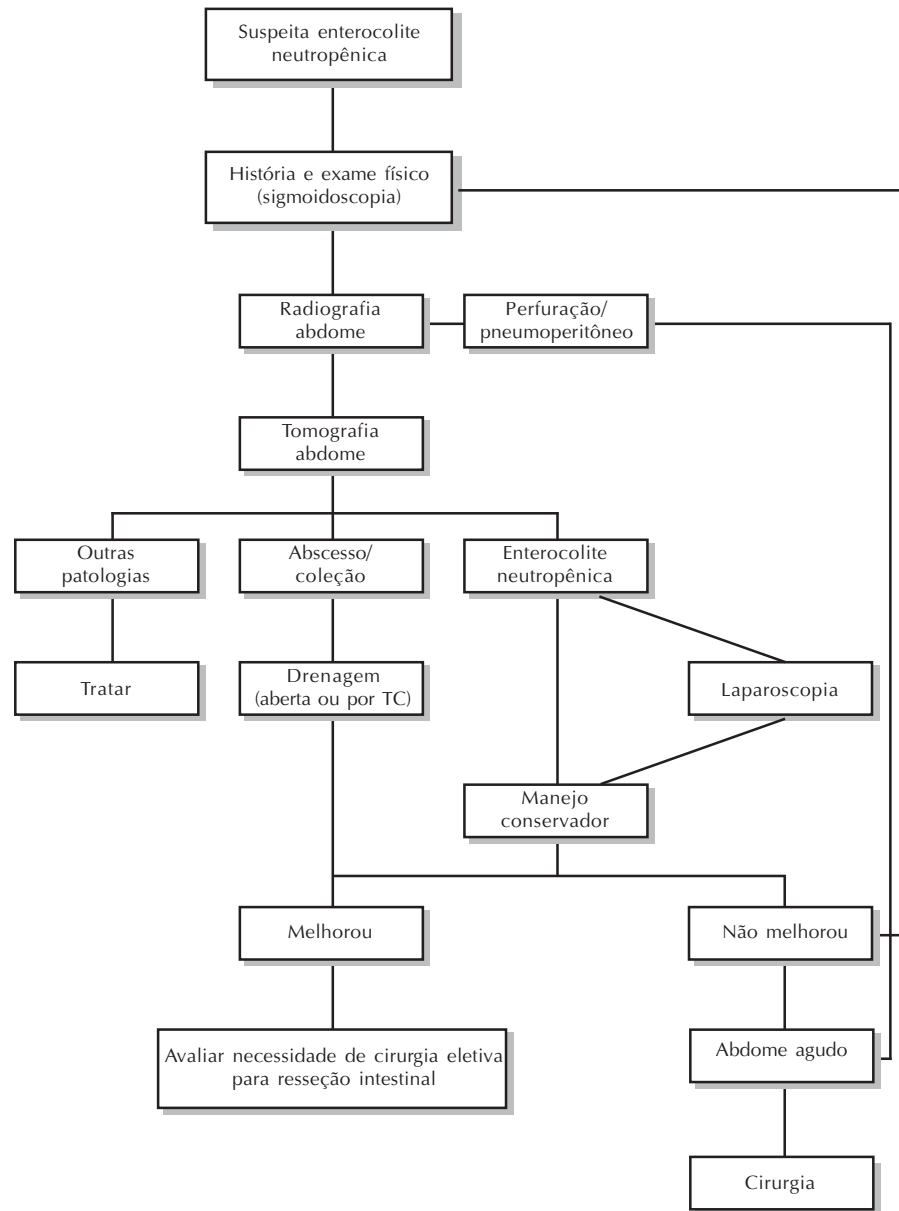 Suspeita enterocolite
neutropênica
História e exame físico
(sigmoidoscopia)
Radiografia
abdome
Perfuração/
pneumoperitôneo
Tomografia
abdome
Outras
patologias
Abscesso/
coleção
Enterocolite
neutropênica
Tratar
Drenagem
(aberta ou por TC)
Laparoscopia
Manejo
conservador
Melhorou
Não melhorou
Avaliar necessidade de cirurgia eletiva
para resseção intestinal
Abdome agudo
Cirurgia